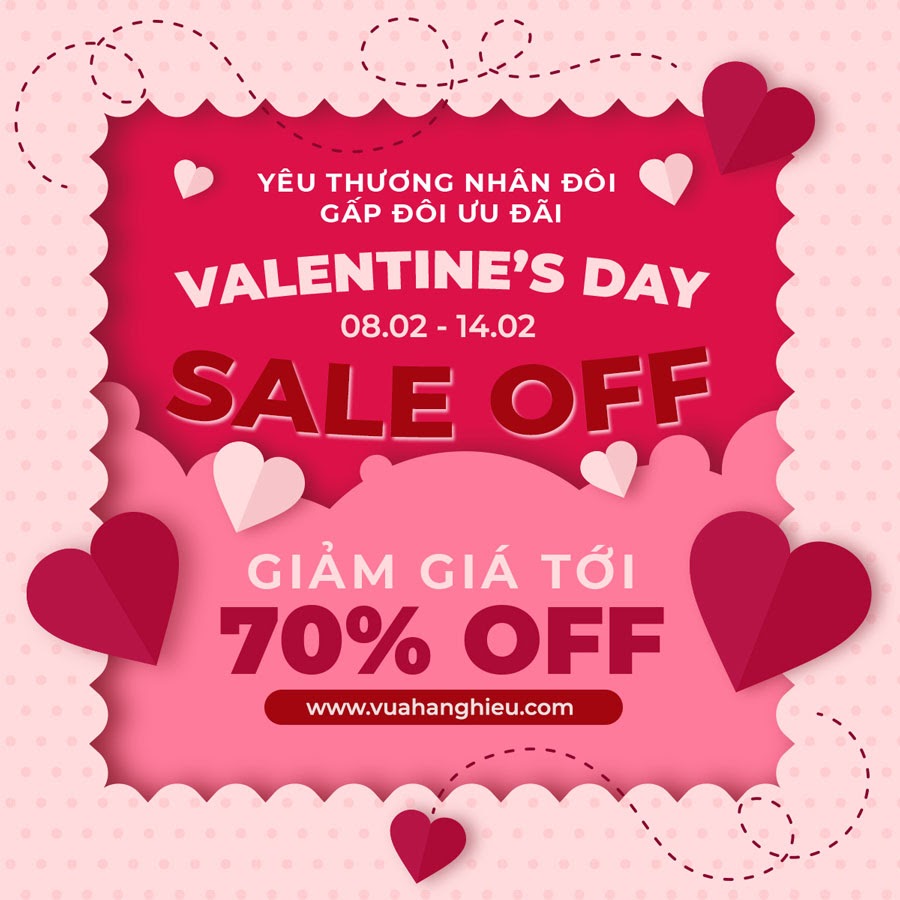 YÊU THƯƠNG NHÂN ĐÔI
GẤP ĐÔI ƯU ĐÃI
VALENTINE'S DAY
08.02 - 14.02
SALE OFF
GIẢM GIÁ TỚI
70% OFF
www.vuahanghieu.com